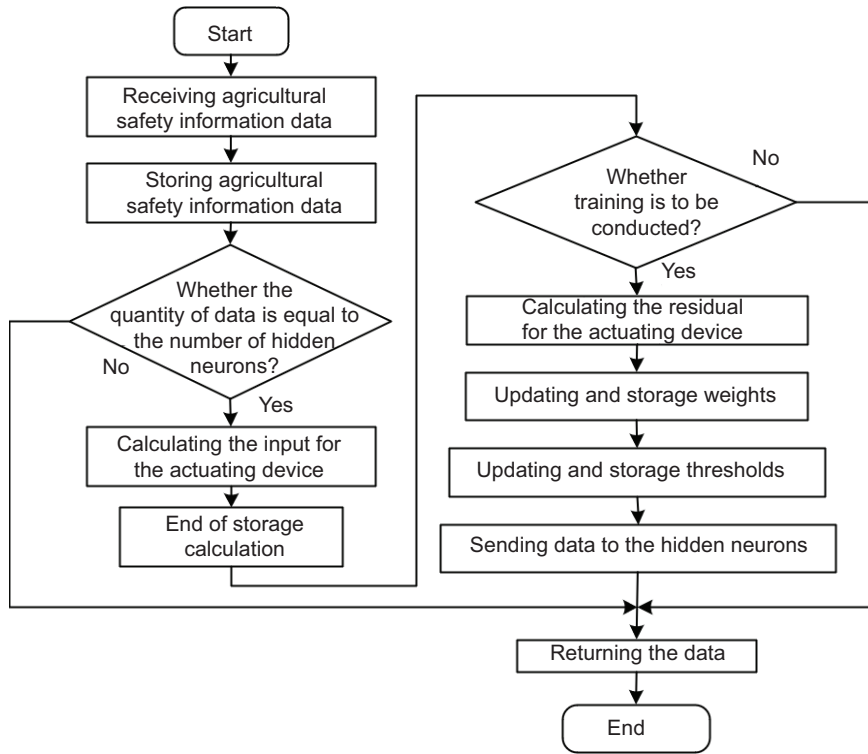 Start
Receiving agricultural
safety information data
Storing agricultural
safety information data
Whether the
quantity of data is equal to
the number of hidden
neurons?
No
Yes
Calculating the input for
the actuating device
End of storage
calculation
Whether
training is to be
conducted?
No
Yes
Calculating the residual
for the actuating device
Updating and storage weights
Updating and storage thresholds
Sending data to the hidden neurons
Returning the data
End